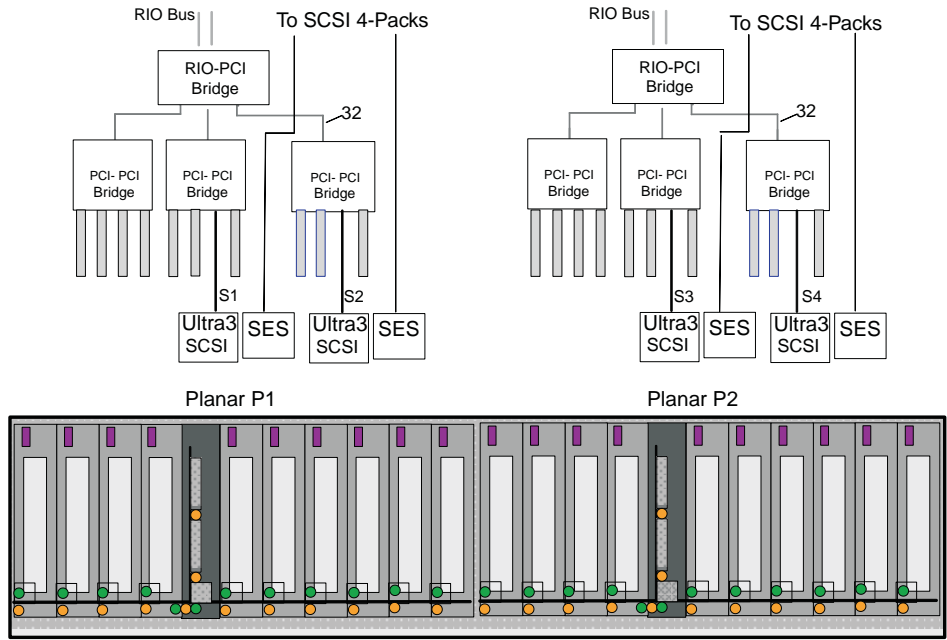 RIO Bus
To SCSI 4-Packs
RIO-PCI
Bridge
32
PCI- PCI
Bridge
PCI- PCI
Bridge
PCI- PCI
Bridge
S1
S2
Ultra3
SCSI
SES
Ultra3
SCSI
SES
Planar P1
RIO Bus
To SCSI 4-Packs
RIO-PCI
Bridge
32
PCI- PCI
Bridge
PCI- PCI
Bridge
PCI- PCI
Bridge
S3
S4
Ultra3
SCSI
SES
Ultra3
SCSI
SES
Planar P2